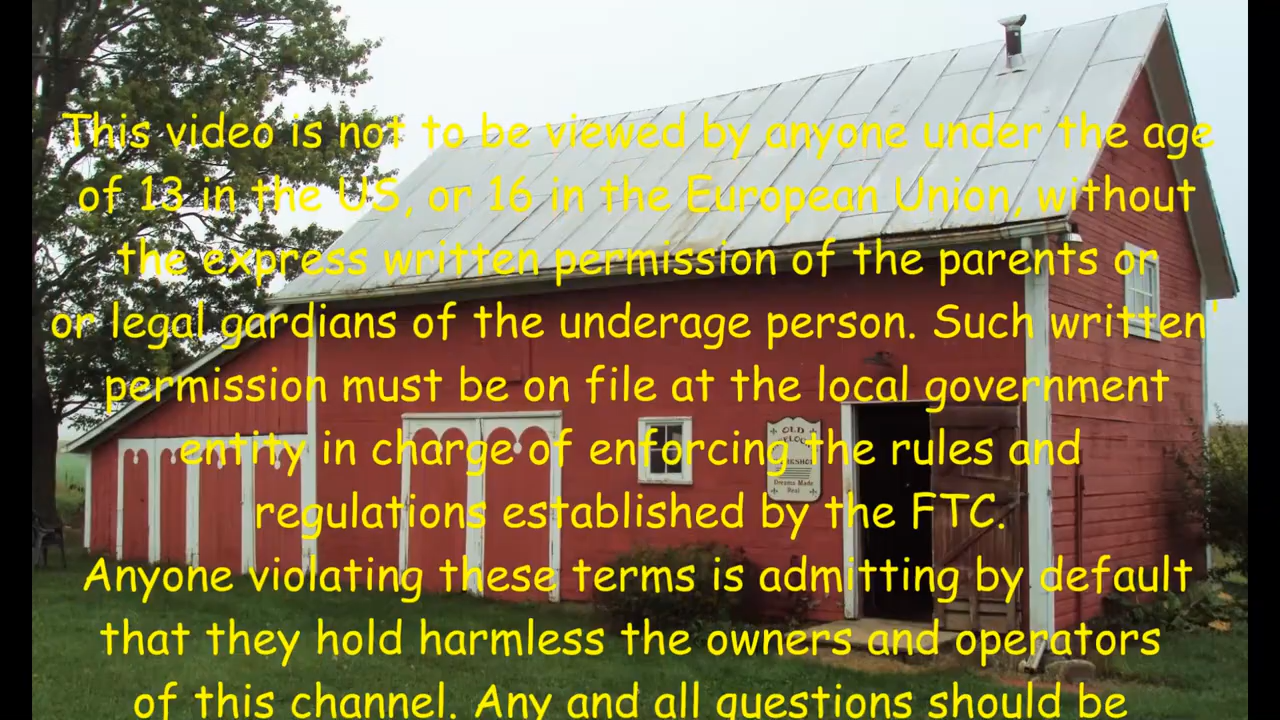 This video is not to be viewed by anyone under the age
of 13 in the US, or 16 in the European Union, without
the express written permission of the parents or
or legal gardians of the underage person. Such written'
permission must be on file at the local government
entity in charge of enforcing the rules and
regulations established by the FTC.
Anyone violating these terms is admitting by default
that they hold harmless the owners and operators
of this channel. Any and all questions should be
OLD
Dreams Made
Real